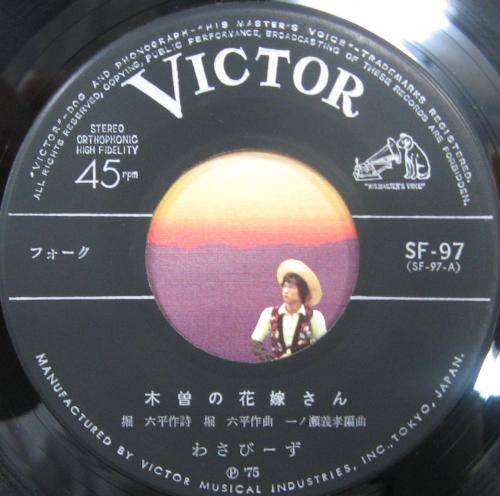 "VICTOR"–DOG AND PHONOGRAPH–"HIS MASTER'S VOICE"–TRADEMARKS REGISTERED.
ALL RIGHTS RESERVED, COPYING, PUBLIC PERFORMANCE, BROADCASTING OF THESE RECORDS ARE FORBIDDEN.
VICTOR
STEREO
ORTHOPHONIC
HIGH FIDELITY
45 rpm
"HIS MASTER'S VOICE"
フォーク
SF-97
(SF-97-A)
木曽の花嫁さん
堀 六平作詩 堀 六平作曲 一ノ瀬義孝編曲
わさびーず
Ⓟ '75
MANUFACTURED BY VICTOR MUSICAL INDUSTRIES, INC., TOKYO, JAPAN.